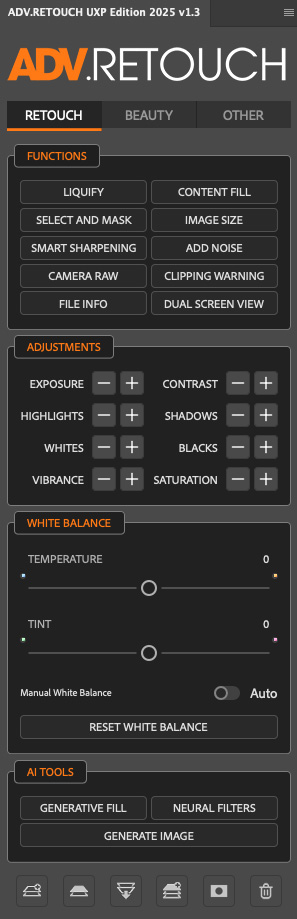 ADV.RETOUCH UXP Edition 2025 v1.3
ADV.RETOUCH
RETOUCH BEAUTY OTHER
FUNCTIONS
LIQUIFY CONTENT FILL
SELECT AND MASK IMAGE SIZE
SMART SHARPENING ADD NOISE
CAMERA RAW CLIPPING WARNING
FILE INFO DUAL SCREEN VIEW
ADJUSTMENTS
EXPOSURE − + CONTRAST − +
HIGHLIGHTS − + SHADOWS − +
WHITES − + BLACKS − +
VIBRANCE − + SATURATION − +
WHITE BALANCE
TEMPERATURE 0
TINT 0
Manual White Balance Auto
RESET WHITE BALANCE
AI TOOLS
GENERATIVE FILL NEURAL FILTERS
GENERATE IMAGE